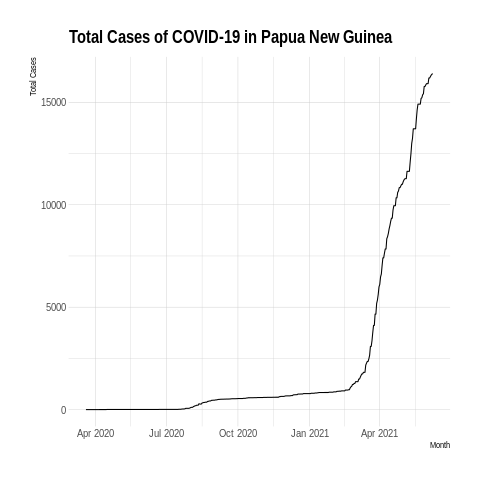 Total Cases of COVID-19 in Papua New Guinea
Total Cases
15000
10000
5000
0
Apr 2020 Jul 2020 Oct 2020 Jan 2021 Apr 2021
Month